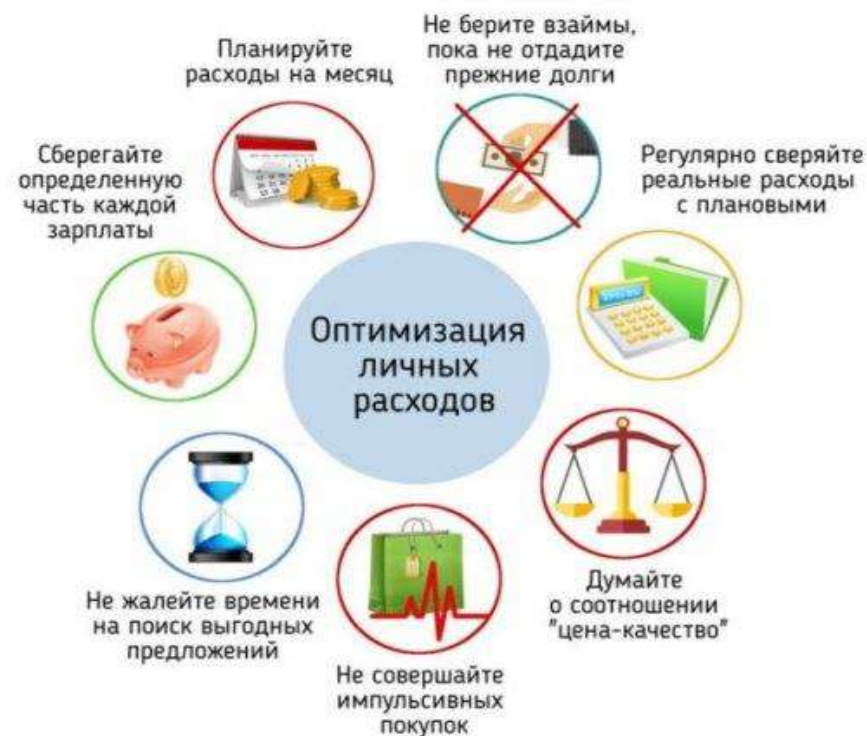 Планируйте
расходы на месяц
Не берите взаймы,
пока не отдадите
прежние долги
Сберегайте
определенную
часть каждой
зарплаты
Регулярно сверяйте
реальные расходы
с плановыми
Оптимизация
личных
расходов
Не жалейте времени
на поиск выгодных
предложений
Не совершайте
импульсивных
покупок
Думайте
о соотношении
"цена-качество"